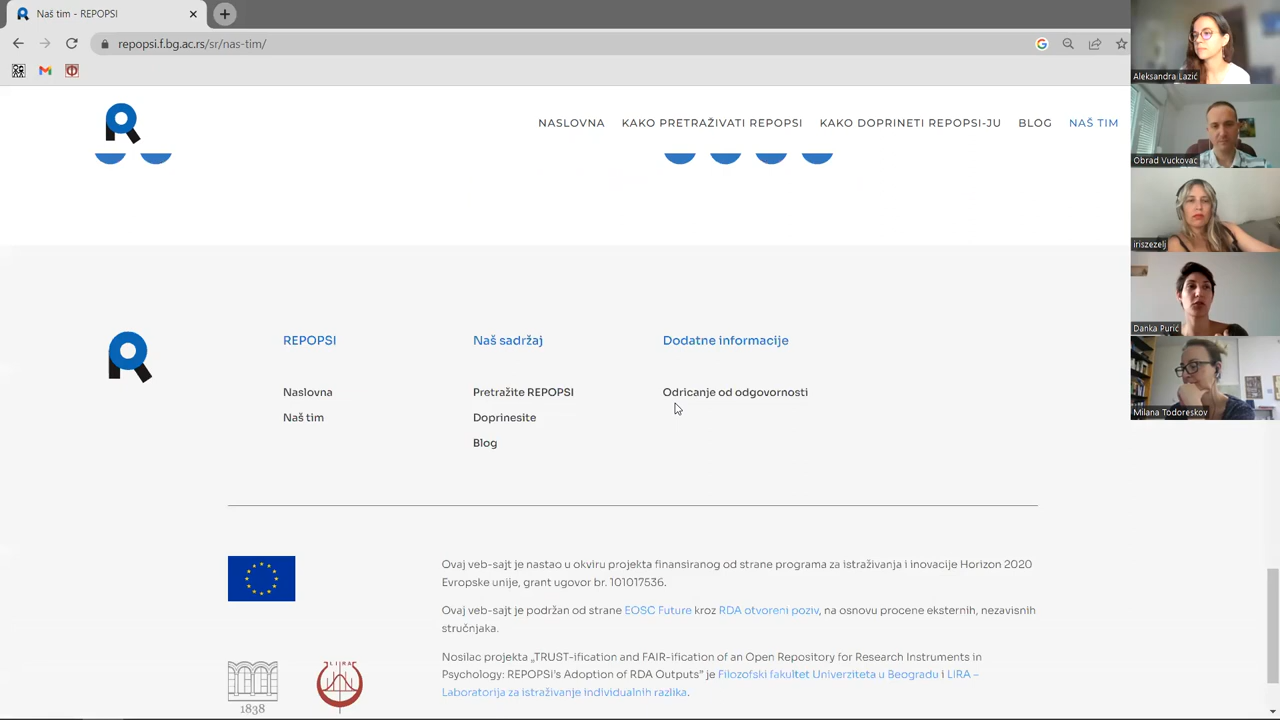 Naš tim - REPOPSI
repopsi.f.bg.ac.rs/sr/nas-tim/
NASLOVNA KAKO PRETRAŽIVATI REPOPSI KAKO DOPRINETI REPOPSI-JU BLOG NAŠ TIM
REPOPSI
Naslovna
Naš tim
Naš sadržaj
Pretražite REPOPSI
Doprinesite
Blog
Dodatne informacije
Odricanje od odgovornosti
Ovaj veb-sajt je nastao u okviru projekta finansiranog od strane programa za istraživanja i inovacije Horizon 2020
Evropske unije, grant ugovor br. 101017536.
Ovaj veb-sajt je podržan od strane EOSC Future kroz RDA otvoreni poziv, na osnovu procene eksternih, nezavisnih
stručnjaka.
Nosilac projekta „TRUST-ification and FAIR-ification of an Open Repository for Research Instruments in
Psychology: REPOPSI's Adoption of RDA Outputs" je Filozofski fakultet Univerziteta u Beogradu i LIRA –
Laboratorija za istraživanje individualnih razlika.
1838
LIRA
Aleksandra Lazić
Obrad Vuckovac
iriszezelj
Danka Purić
Milana Todoreskov